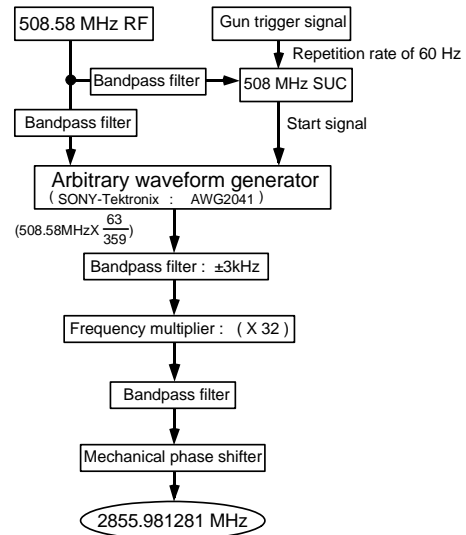 508.58 MHz RF
Gun trigger signal
Repetition rate of 60 Hz
Bandpass filter
508 MHz SUC
Bandpass filter
Start signal
Arbitrary waveform generator
( SONY-Tektronix : AWG2041 )
(508.58MHzX 63/359)
Bandpass filter : ±3kHz
Frequency multiplier : ( X 32 )
Bandpass filter
Mechanical phase shifter
2855.981281 MHz